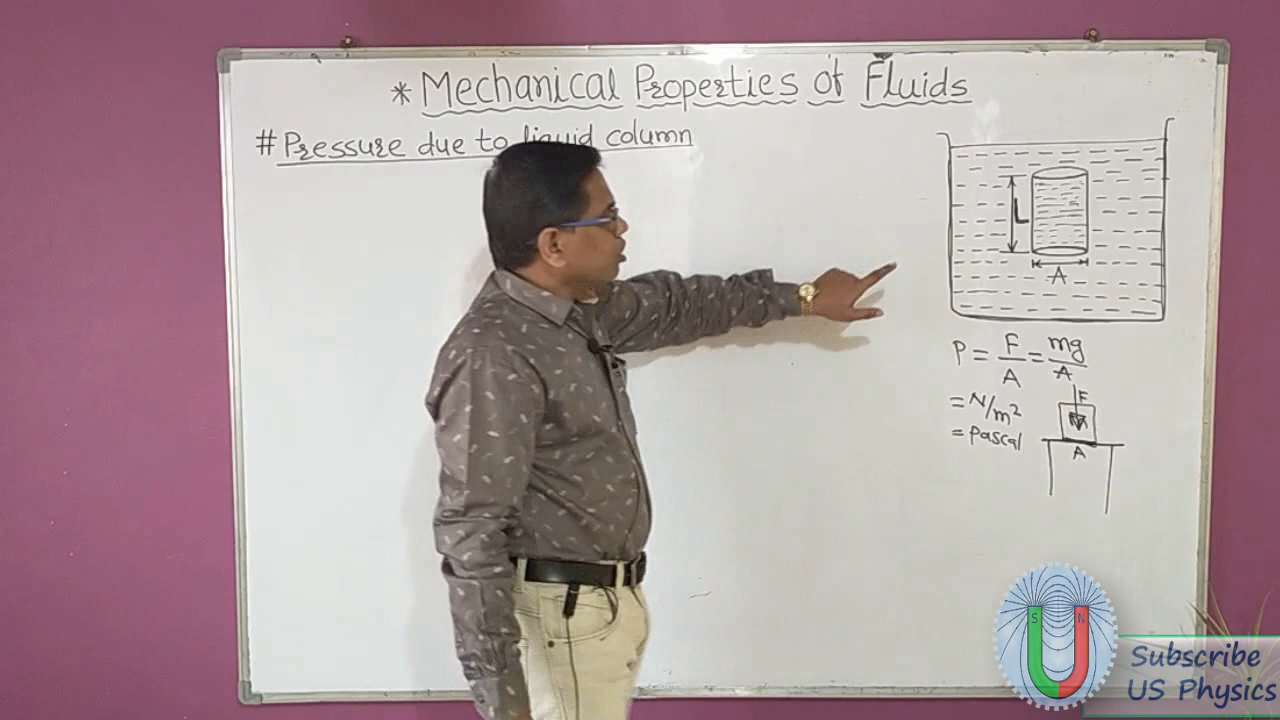 * Mechanical Properties of Fluids
# Pressure due to liquid column
L
A
P = F/A = mg/A
= N/m²
= Pascal
F
M
A
S N
Subscribe
US Physics